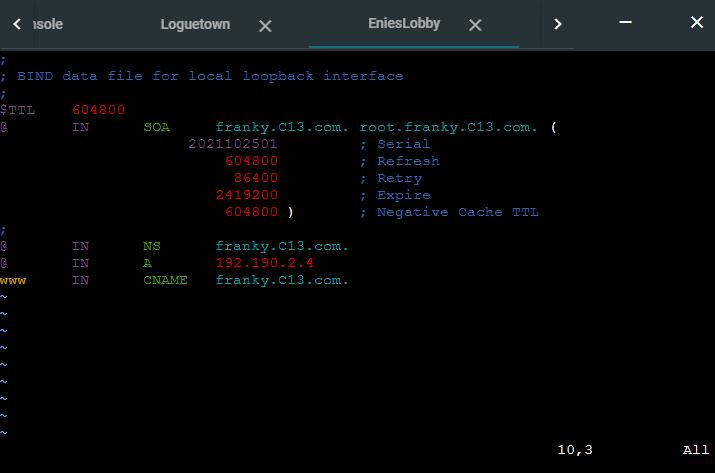 nsole Loguetown EniesLobby
;
; BIND data file for local loopback interface
;
$TTL 604800
@ IN SOA franky.C13.com. root.franky.C13.com. (
2021102501 ; Serial
604800 ; Refresh
86400 ; Retry
2419200 ; Expire
604800 ) ; Negative Cache TTL
;
@ IN NS franky.C13.com.
@ IN A 192.190.2.4
www IN CNAME franky.C13.com.
~
~
~
~
~
~
~
~
~
10,3 All